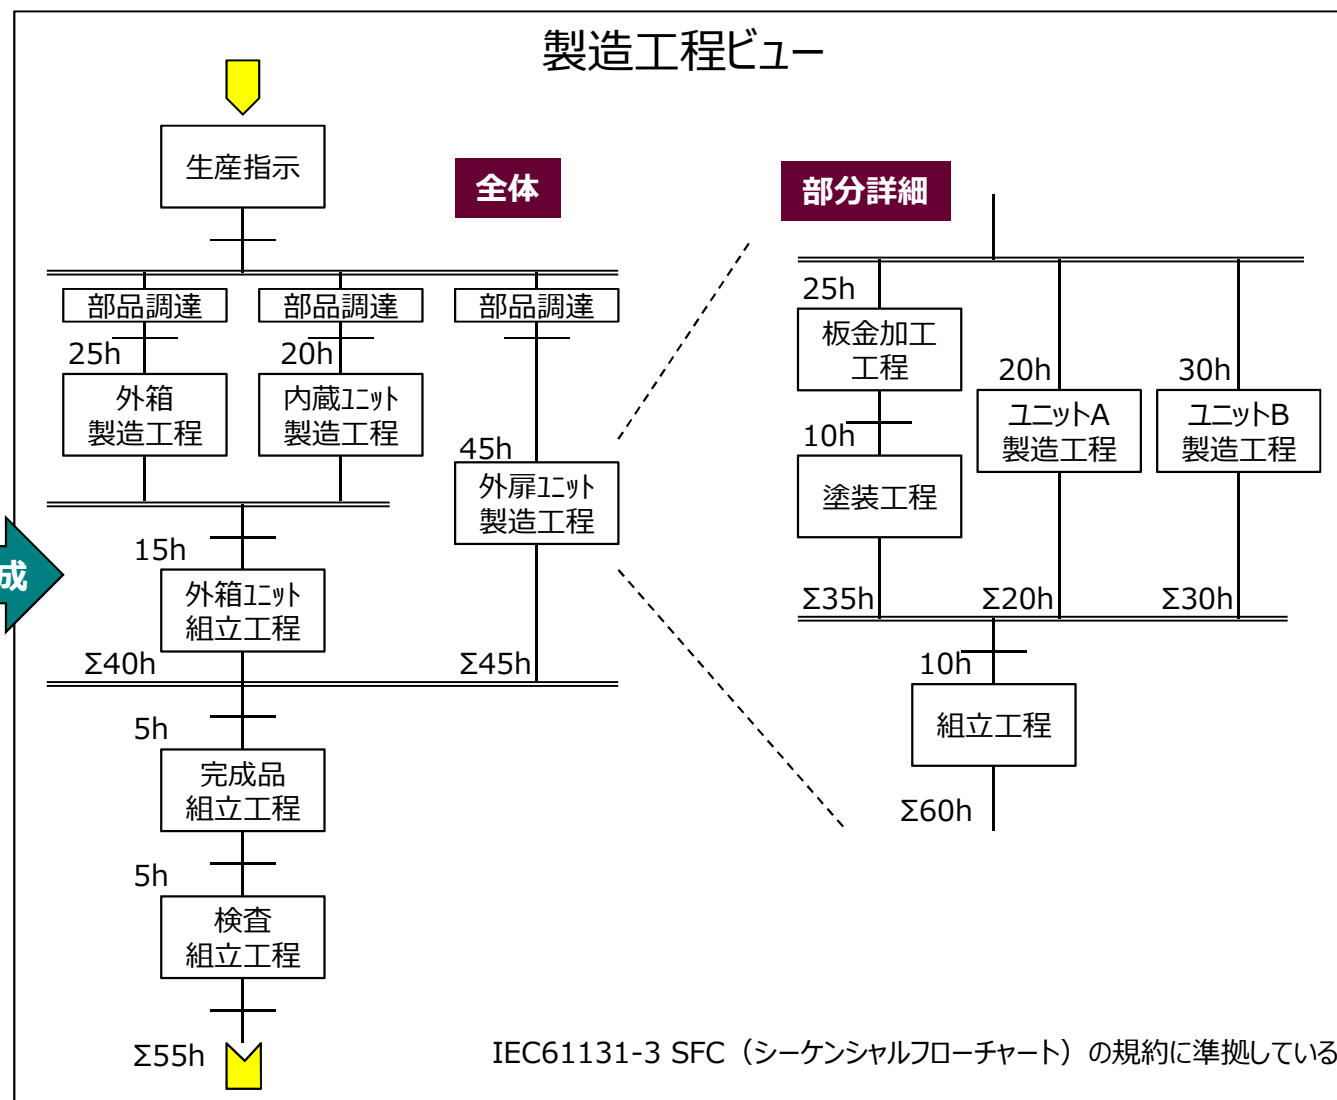 製造工程ビュー
生産指示
全体
部分詳細
部品調達
部品調達
部品調達
25h
外箱
製造工程
20h
内蔵ユニット
製造工程
45h
外扉ユニット
製造工程
成
15h
外箱ユニット
組立工程
Σ40h
Σ45h
5h
完成品
組立工程
5h
検査
組立工程
Σ55h
25h
板金加工
工程
10h
塗装工程
20h
ユニットA
製造工程
30h
ユニットB
製造工程
Σ35h
Σ20h
Σ30h
10h
組立工程
Σ60h
IEC61131-3 SFC（シーケンシャルフローチャート）の規約に準拠している